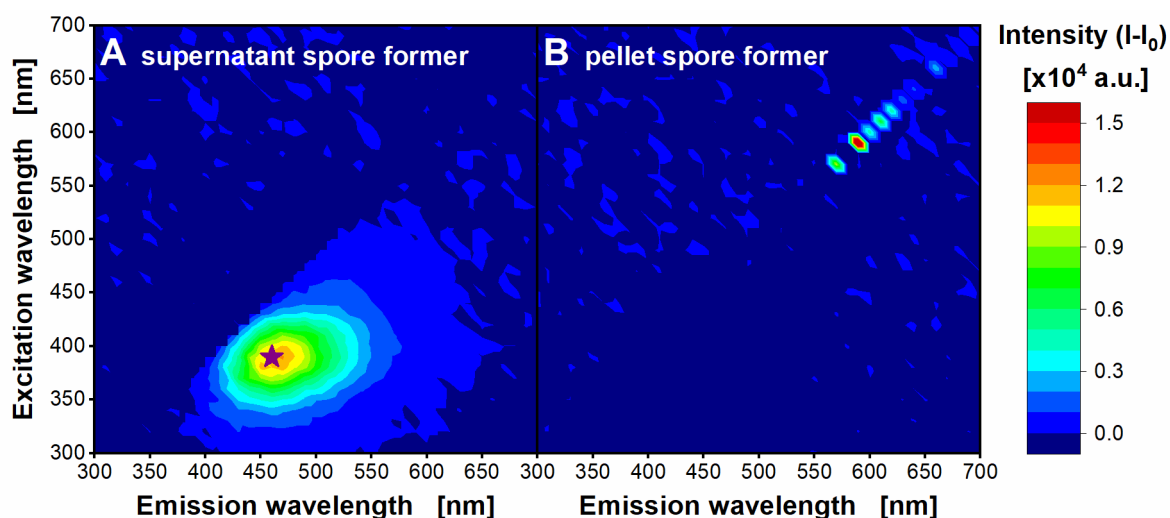 A supernatant spore former
B pellet spore former
Intensity (I-I₀)
[x10⁴ a.u.]
1.5
1.2
0.9
0.6
0.3
0.0
Excitation wavelength [nm]
700
650
600
550
500
450
400
350
300
300 350 400 450 500 550 600 650 300 350 400 450 500 550 600 650 700
Emission wavelength [nm]
Emission wavelength [nm]